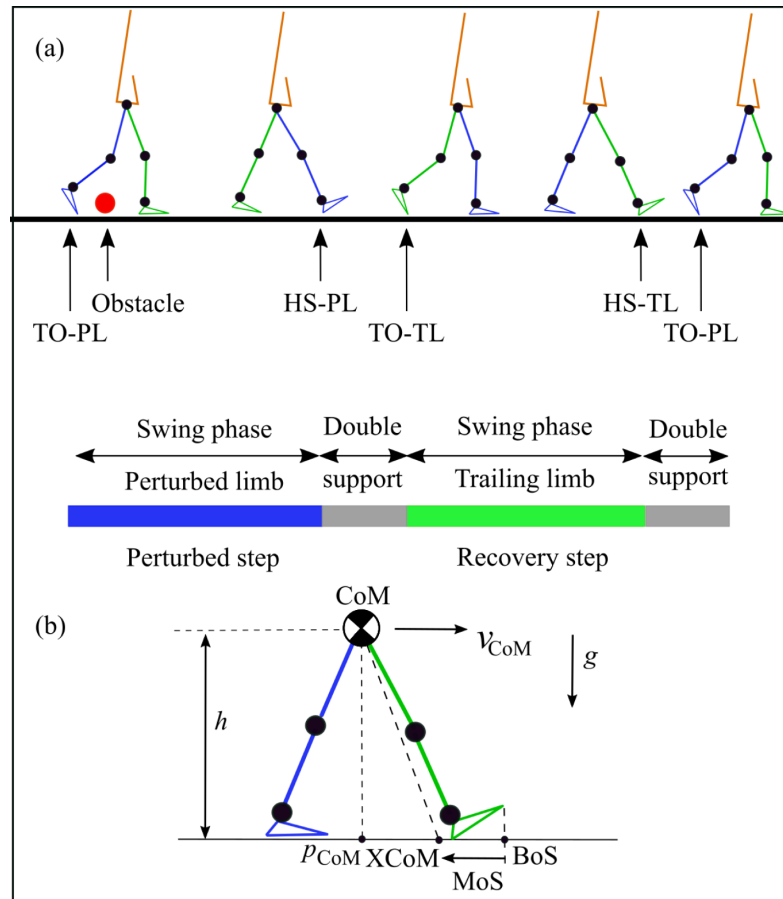 (a)
Obstacle
HS-PL
HS-TL
TO-PL
TO-TL
TO-PL
Swing phase
Double
Swing phase
Double
Perturbed limb
support
Trailing limb
support
Perturbed step
Recovery step
(b)
CoM
vCoM
g
h
pCoM
XCoM
BoS
MoS